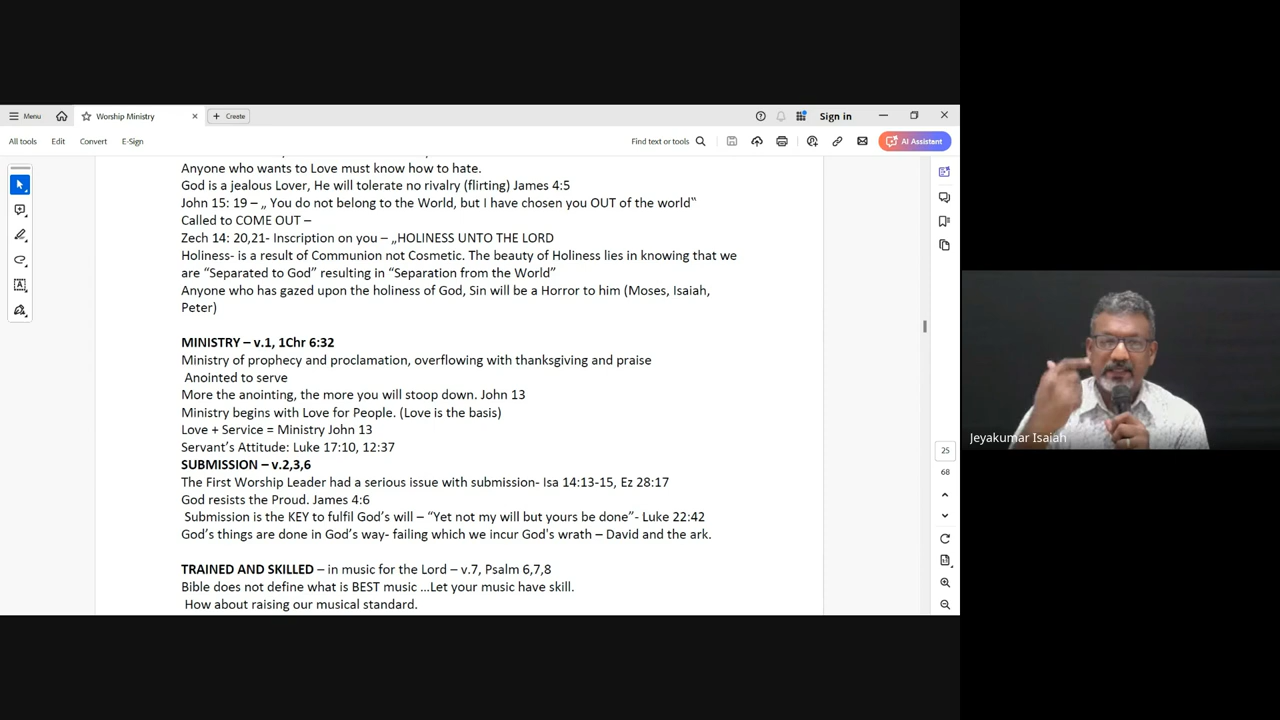 Menu
Worship Ministry
Create
Sign in
All tools
Edit
Convert
E-Sign
Find text or tools
AI Assistant
Anyone who wants to Love must know how to hate.
God is a jealous Lover, He will tolerate no rivalry (flirting) James 4:5
John 15: 19 – „ You do not belong to the World, but I have chosen you OUT of the world‟
Called to COME OUT –
Zech 14: 20,21- Inscription on you – „HOLINESS UNTO THE LORD
Holiness- is a result of Communion not Cosmetic. The beauty of Holiness lies in knowing that we
are “Separated to God” resulting in “Separation from the World”
Anyone who has gazed upon the holiness of God, Sin will be a Horror to him (Moses, Isaiah,
Peter)
MINISTRY – v.1, 1Chr 6:32
Ministry of prophecy and proclamation, overflowing with thanksgiving and praise
Anointed to serve
More the anointing, the more you will stoop down. John 13
Ministry begins with Love for People. (Love is the basis)
Love + Service = Ministry John 13
Servant’s Attitude: Luke 17:10, 12:37
SUBMISSION – v.2,3,6
The First Worship Leader had a serious issue with submission- Isa 14:13-15, Ez 28:17
God resists the Proud. James 4:6
Submission is the KEY to fulfil God’s will – “Yet not my will but yours be done”- Luke 22:42
God’s things are done in God’s way- failing which we incur God's wrath – David and the ark.
TRAINED AND SKILLED – in music for the Lord – v.7, Psalm 6,7,8
Bible does not define what is BEST music …Let your music have skill.
How about raising our musical standard.
25
68
Jeyakumar Isaiah